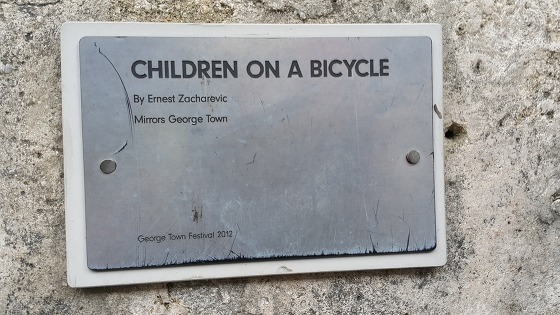 CHILDREN ON A BICYCLE
By Ernest Zacharevic
Mirrors George Town
George Town Festival 2012